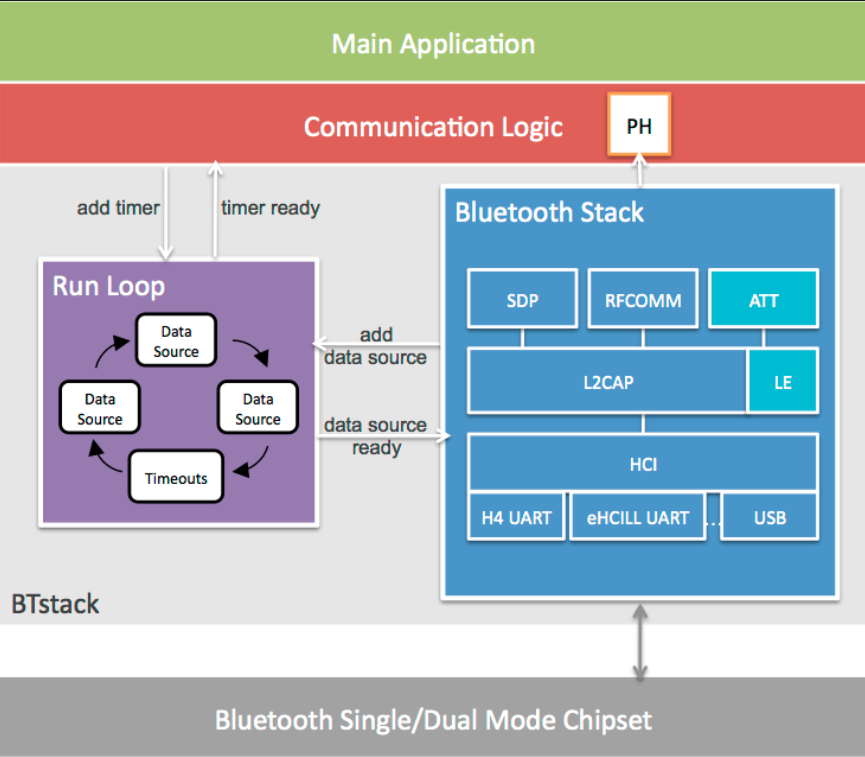 Main Application
Communication Logic
PH
add timer
timer ready
Bluetooth Stack
Run Loop
Data
Source
Data
Source
Data
Source
Timeouts
add
data source
data source
ready
SDP
RFCOMM
ATT
L2CAP
LE
HCI
H4 UART
eHCILL UART
...
USB
BTstack
Bluetooth Single/Dual Mode Chipset